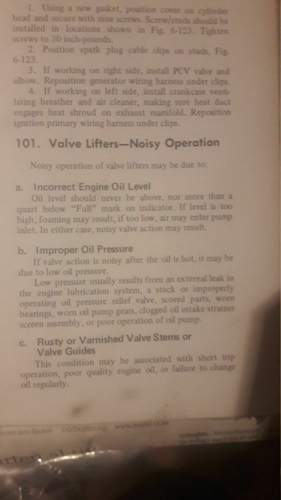 1. Using a new gasket, position cover on cylinder
head and secure with nine screws. Screw/studs should be
installed in locations shown in Fig. 6-123. Tighten
screws to 30 inch-pounds.
2. Position spark plug cable clips on studs, Fig.
6-123.
3. If working on right side, install PCV valve and
elbow. Reposition generator wiring harness under clips.
4. If working on left side, install crankcase venti-
lating breather and air cleaner, making sure heat duct
engages heat shroud on exhaust manifold. Reposition
ignition primary wiring harness under clips.
101. Valve Lifters—Noisy Operation
Noisy operation of valve lifters may be due to:
a. Incorrect Engine Oil Level
Oil level should never be above, nor more than a
quart below "Full" mark on indicator. If level is too
high, foaming may result, if too low, air may enter pump
inlet. In either case, noisy valve action may result.
b. Improper Oil Pressure
If valve action is noisy after the oil is hot, it may be
due to low oil pressure.
Low pressure usually results from an external leak in
the engine lubrication system, a stuck or improperly
operating oil pressure relief valve, scored parts, worn
bearings, worn oil pump gears, clogged oil intake strainer
screen assembly, or poor operation of oil pump.
c. Rusty or Varnished Valve Stems or
Valve Guides
This condition may be associated with short trip
operation, poor quality engine oil, or failure to change
oil regularly.